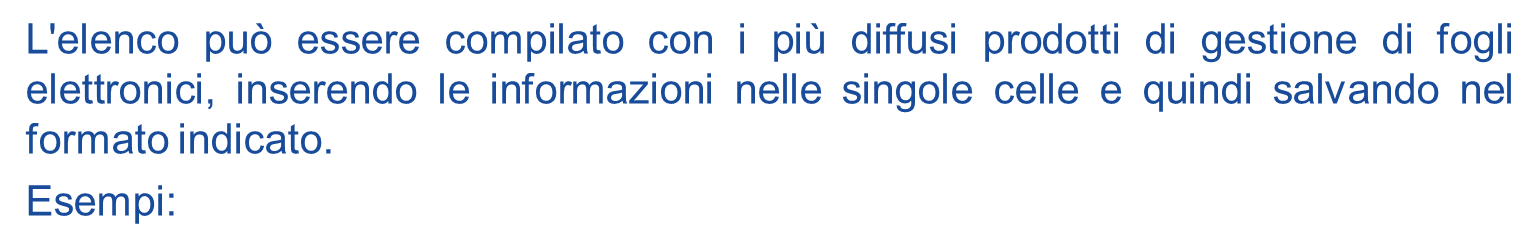 L'elenco può essere compilato con i più diffusi prodotti di gestione di fogli
elettronici, inserendo le informazioni nelle singole celle e quindi salvando nel
formato indicato.
Esempi: